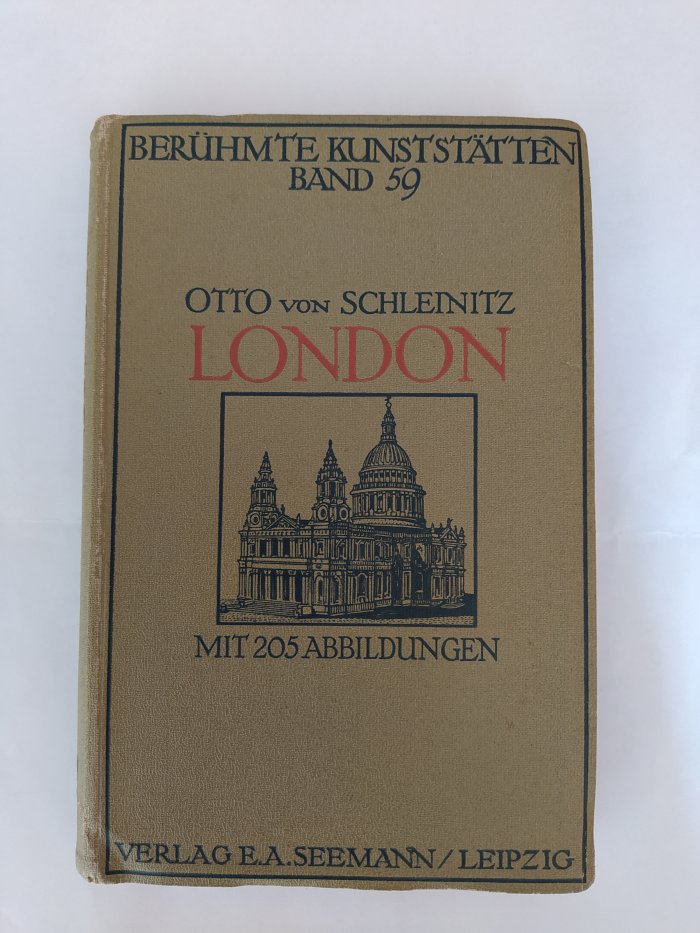 BERÜHMTE KUNSTSTÄTTEN
BAND 59
OTTO VON SCHLEINITZ
LONDON
MIT 205 ABBILDUNGEN
VERLAG E.A. SEEMANN / LEIPZIG